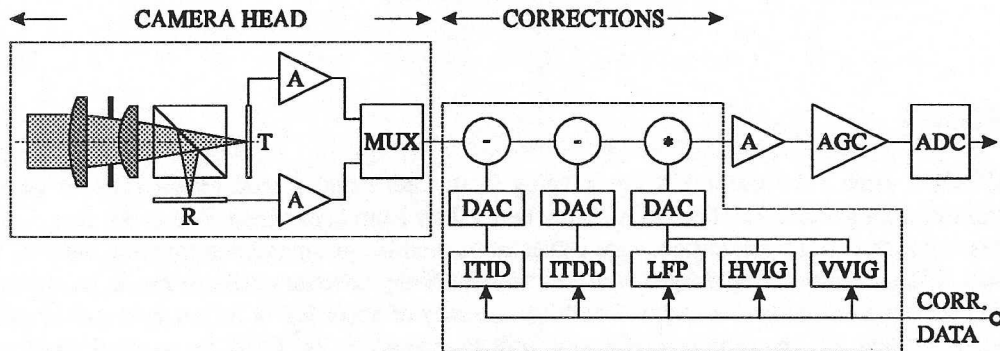 CAMERA HEAD
CORRECTIONS
A
T
MUX
R
A
-
-
*
A
AGC
ADC
DAC
DAC
DAC
ITID
ITDD
LFP
HVIG
VVIG
CORR.
DATA